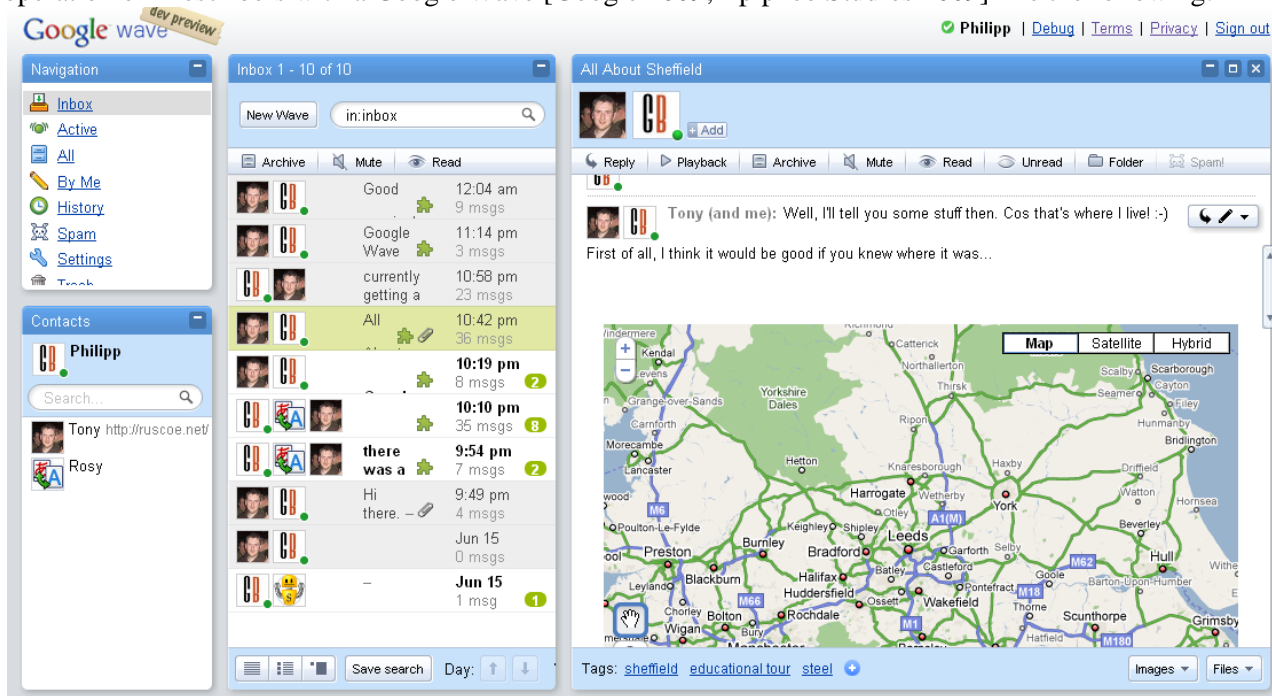 Google wave dev preview
Philipp | Debug | Terms | Privacy | Sign out
Navigation
Inbox
Active
All
By Me
History
Spam
Settings
Trash
Contacts
Philipp
Search...
Tony http://ruscoe.net/
Rosy
Inbox 1 - 10 of 10
New Wave in:inbox
Archive Mute Read
Good 12:04 am
9 msgs
Google 11:14 pm
Wave 3 msgs
currently 10:58 pm
getting a 23 msgs
All 10:42 pm
36 msgs
10:19 pm
8 msgs 2
10:10 pm
35 msgs 8
there 9:54 pm
was a 7 msgs 2
Hi 9:49 pm
there. – 4 msgs
Jun 15
0 msgs
– Jun 15
1 msg 1
Save search Day:
All About Sheffield
Add
Reply Playback Archive Mute Read Unread Folder Spam!
Tony (and me): Well, I'll tell you some stuff then. Cos that's where I live! :-)
First of all, I think it would be good if you knew where it was...
Map Satellite Hybrid
Kendal
Catterick
Northallerton
Scalby
Scarborough
Yorkshire
Dales
Thirsk
Seamer
Cayton
Filey
Grange-over-Sands
Carnforth
Ripon
Hunmanby
Morecambe
Bridlington
Lancaster
Hetton
Knaresborough
Haxby
Driffield
Harrogate
Wetherby
York
Watton
Hornsea
M6
Otley
A1(M)
Poulton-Le-Fylde
Keighley
Shipley
Leeds
Beverley
Preston
Burnley
Bradford
Garforth
Selby
Hull
M62
Blackburn
Halifax
Batley
Castleford
Goole
Barton-Upon-Humber
Leyland
Huddersfield
Pontefract
M18
M66
Ossett
Wakefield
Thorne
Chorley
Bolton
Rochdale
Scunthorpe
Grimsby
Wigan
Bury
M1
Hatfield
M180
Tags: sheffield educational tour steel
Images Files